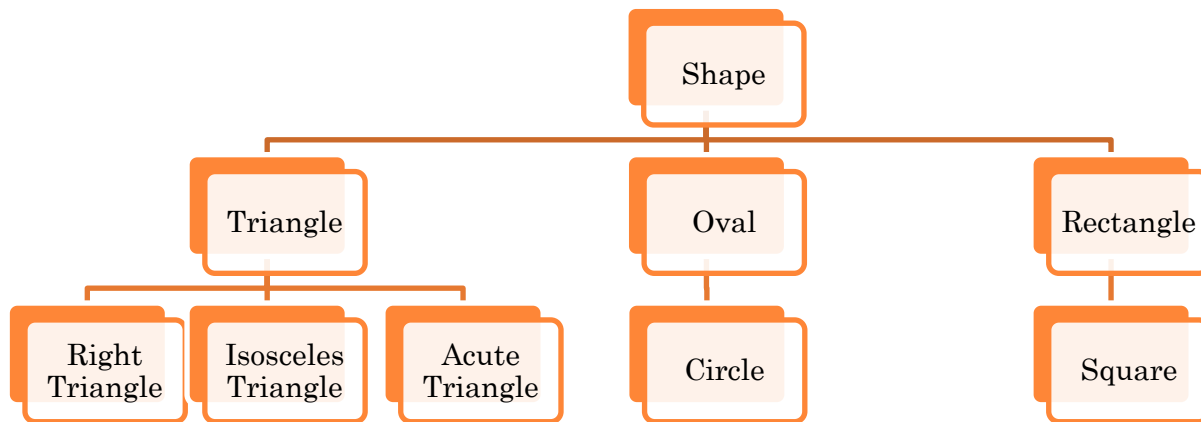 Shape
Triangle
Oval
Rectangle
Right
Triangle
Isosceles
Triangle
Acute
Triangle
Circle
Square